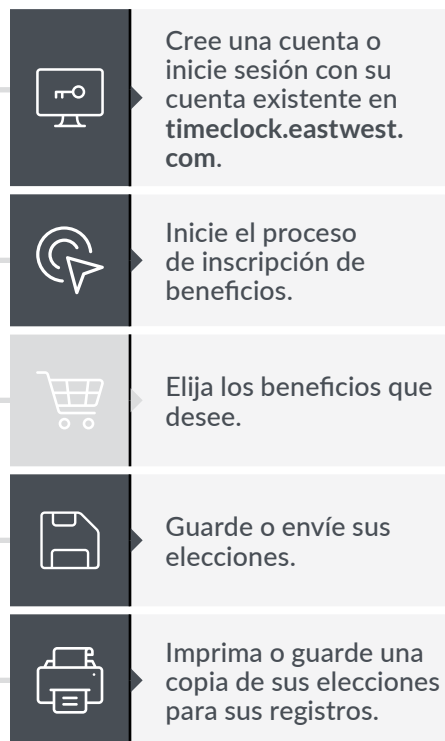 Cree una cuenta o
inicie sesión con su
cuenta existente en
timeclock.eastwest.
com.
Inicie el proceso
de inscripción de
beneficios.
Elija los beneficios que
desee.
Guarde o envíe sus
elecciones.
Imprima o guarde una
copia de sus elecciones
para sus registros.